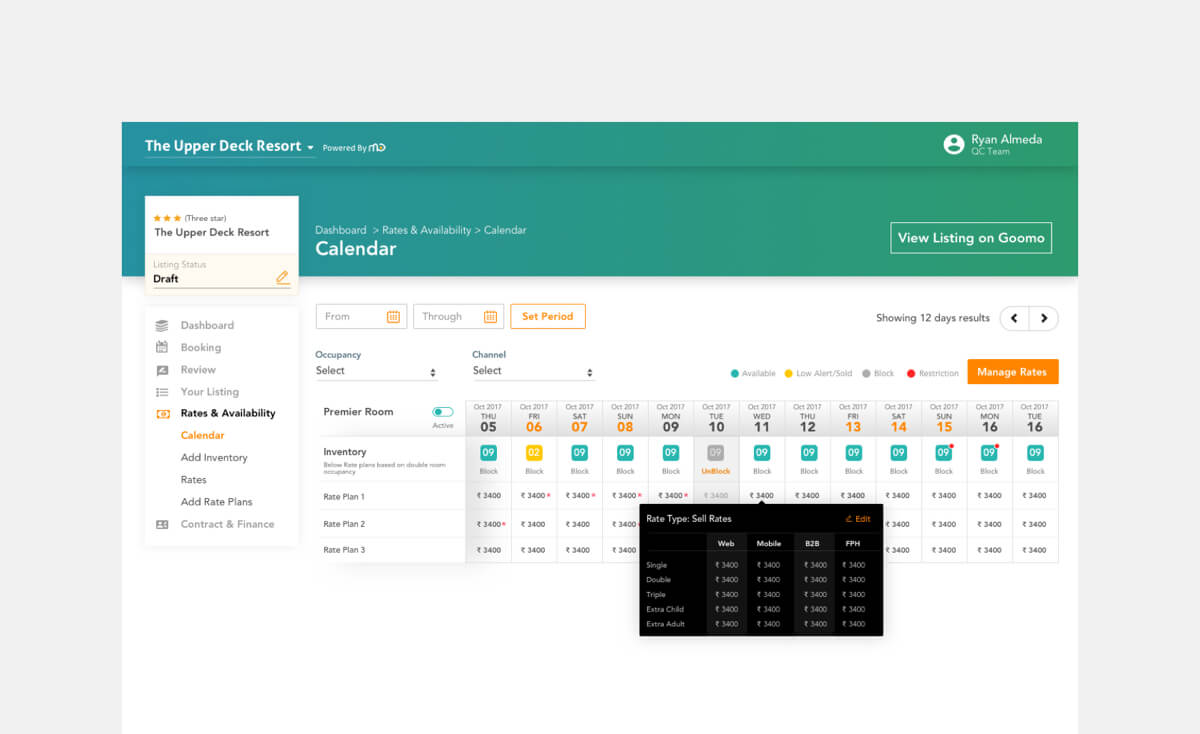 The Upper Deck Resort Powered By
Ryan Almeda
QC Team
(Three star)
The Upper Deck Resort
Listing Status
Draft
Dashboard > Rates & Availability > Calendar
Calendar
View Listing on Goomo
Dashboard
Booking
Review
Your Listing
Rates & Availability
Calendar
Add Inventory
Rates
Add Rate Plans
Contract & Finance
From
Through
Set Period
Showing 12 days results
Occupancy
Select
Channel
Select
Available Low Alert/Sold Block Restriction
Manage Rates
Premier Room
Active
Oct 2017 Oct 2017 Oct 2017 Oct 2017 Oct 2017 Oct 2017 Oct 2017 Oct 2017 Oct 2017 Oct 2017 Oct 2017 Oct 2017 Oct 2017
THU FRI SAT SUN MON TUE WED THU FRI SAT SUN MON TUE
05 06 07 08 09 10 11 12 13 14 15 16 16
Inventory
Below Rate plans based on double room
occupancy
09 02 09 09 09 09 09 09 09 09 09 09 09
Block Block Block Block Block UnBlock Block Block Block Block Block Block Block
Rate Plan 1 ₹ 3400 ₹ 3400* ₹ 3400* ₹ 3400* ₹ 3400* ₹ 3400 ₹ 3400 ₹ 3400 ₹ 3400 ₹ 3400 ₹ 3400 ₹ 3400 ₹ 3400
Rate Plan 2 ₹ 3400* ₹ 3400 ₹ 3400 ₹ 3400 ₹ 3400 ₹ 3400 ₹ 3400 ₹ 3400
Rate Plan 3 ₹ 3400 ₹ 3400 ₹ 3400 ₹ 3400 ₹ 3400 ₹ 3400 ₹ 3400 ₹ 3400
Rate Type: Sell Rates Edit
Web Mobile B2B FPH
Single ₹ 3400 ₹ 3400 ₹ 3400 ₹ 3400
Double ₹ 3400 ₹ 3400 ₹ 3400 ₹ 3400
Triple ₹ 3400 ₹ 3400 ₹ 3400 ₹ 3400
Extra Child ₹ 3400 ₹ 3400 ₹ 3400 ₹ 3400
Extra Adult ₹ 3400 ₹ 3400 ₹ 3400 ₹ 3400